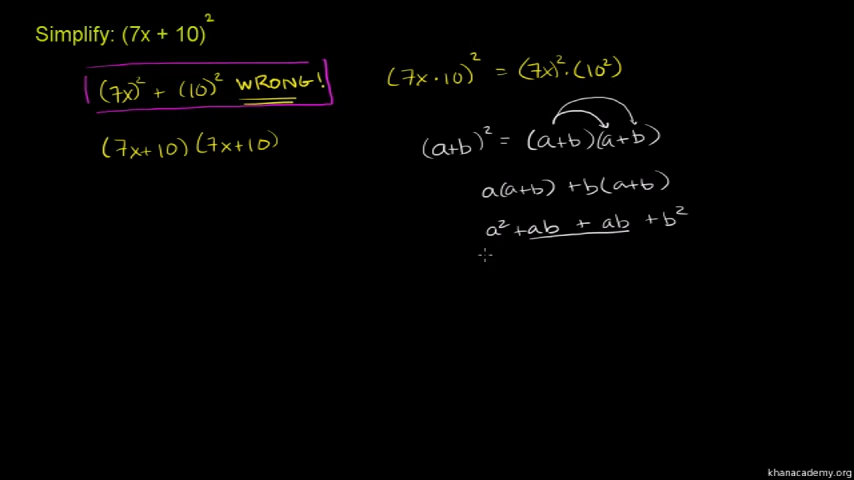 Simplify: (7x + 10)²
(7x)² + (10)² WRONG!
(7x+10)(7x+10)
(7x·10)² = (7x)²·(10²)
(a+b)² = (a+b)(a+b)
a(a+b) + b(a+b)
a² + ab + ab + b²
khanacademy.org